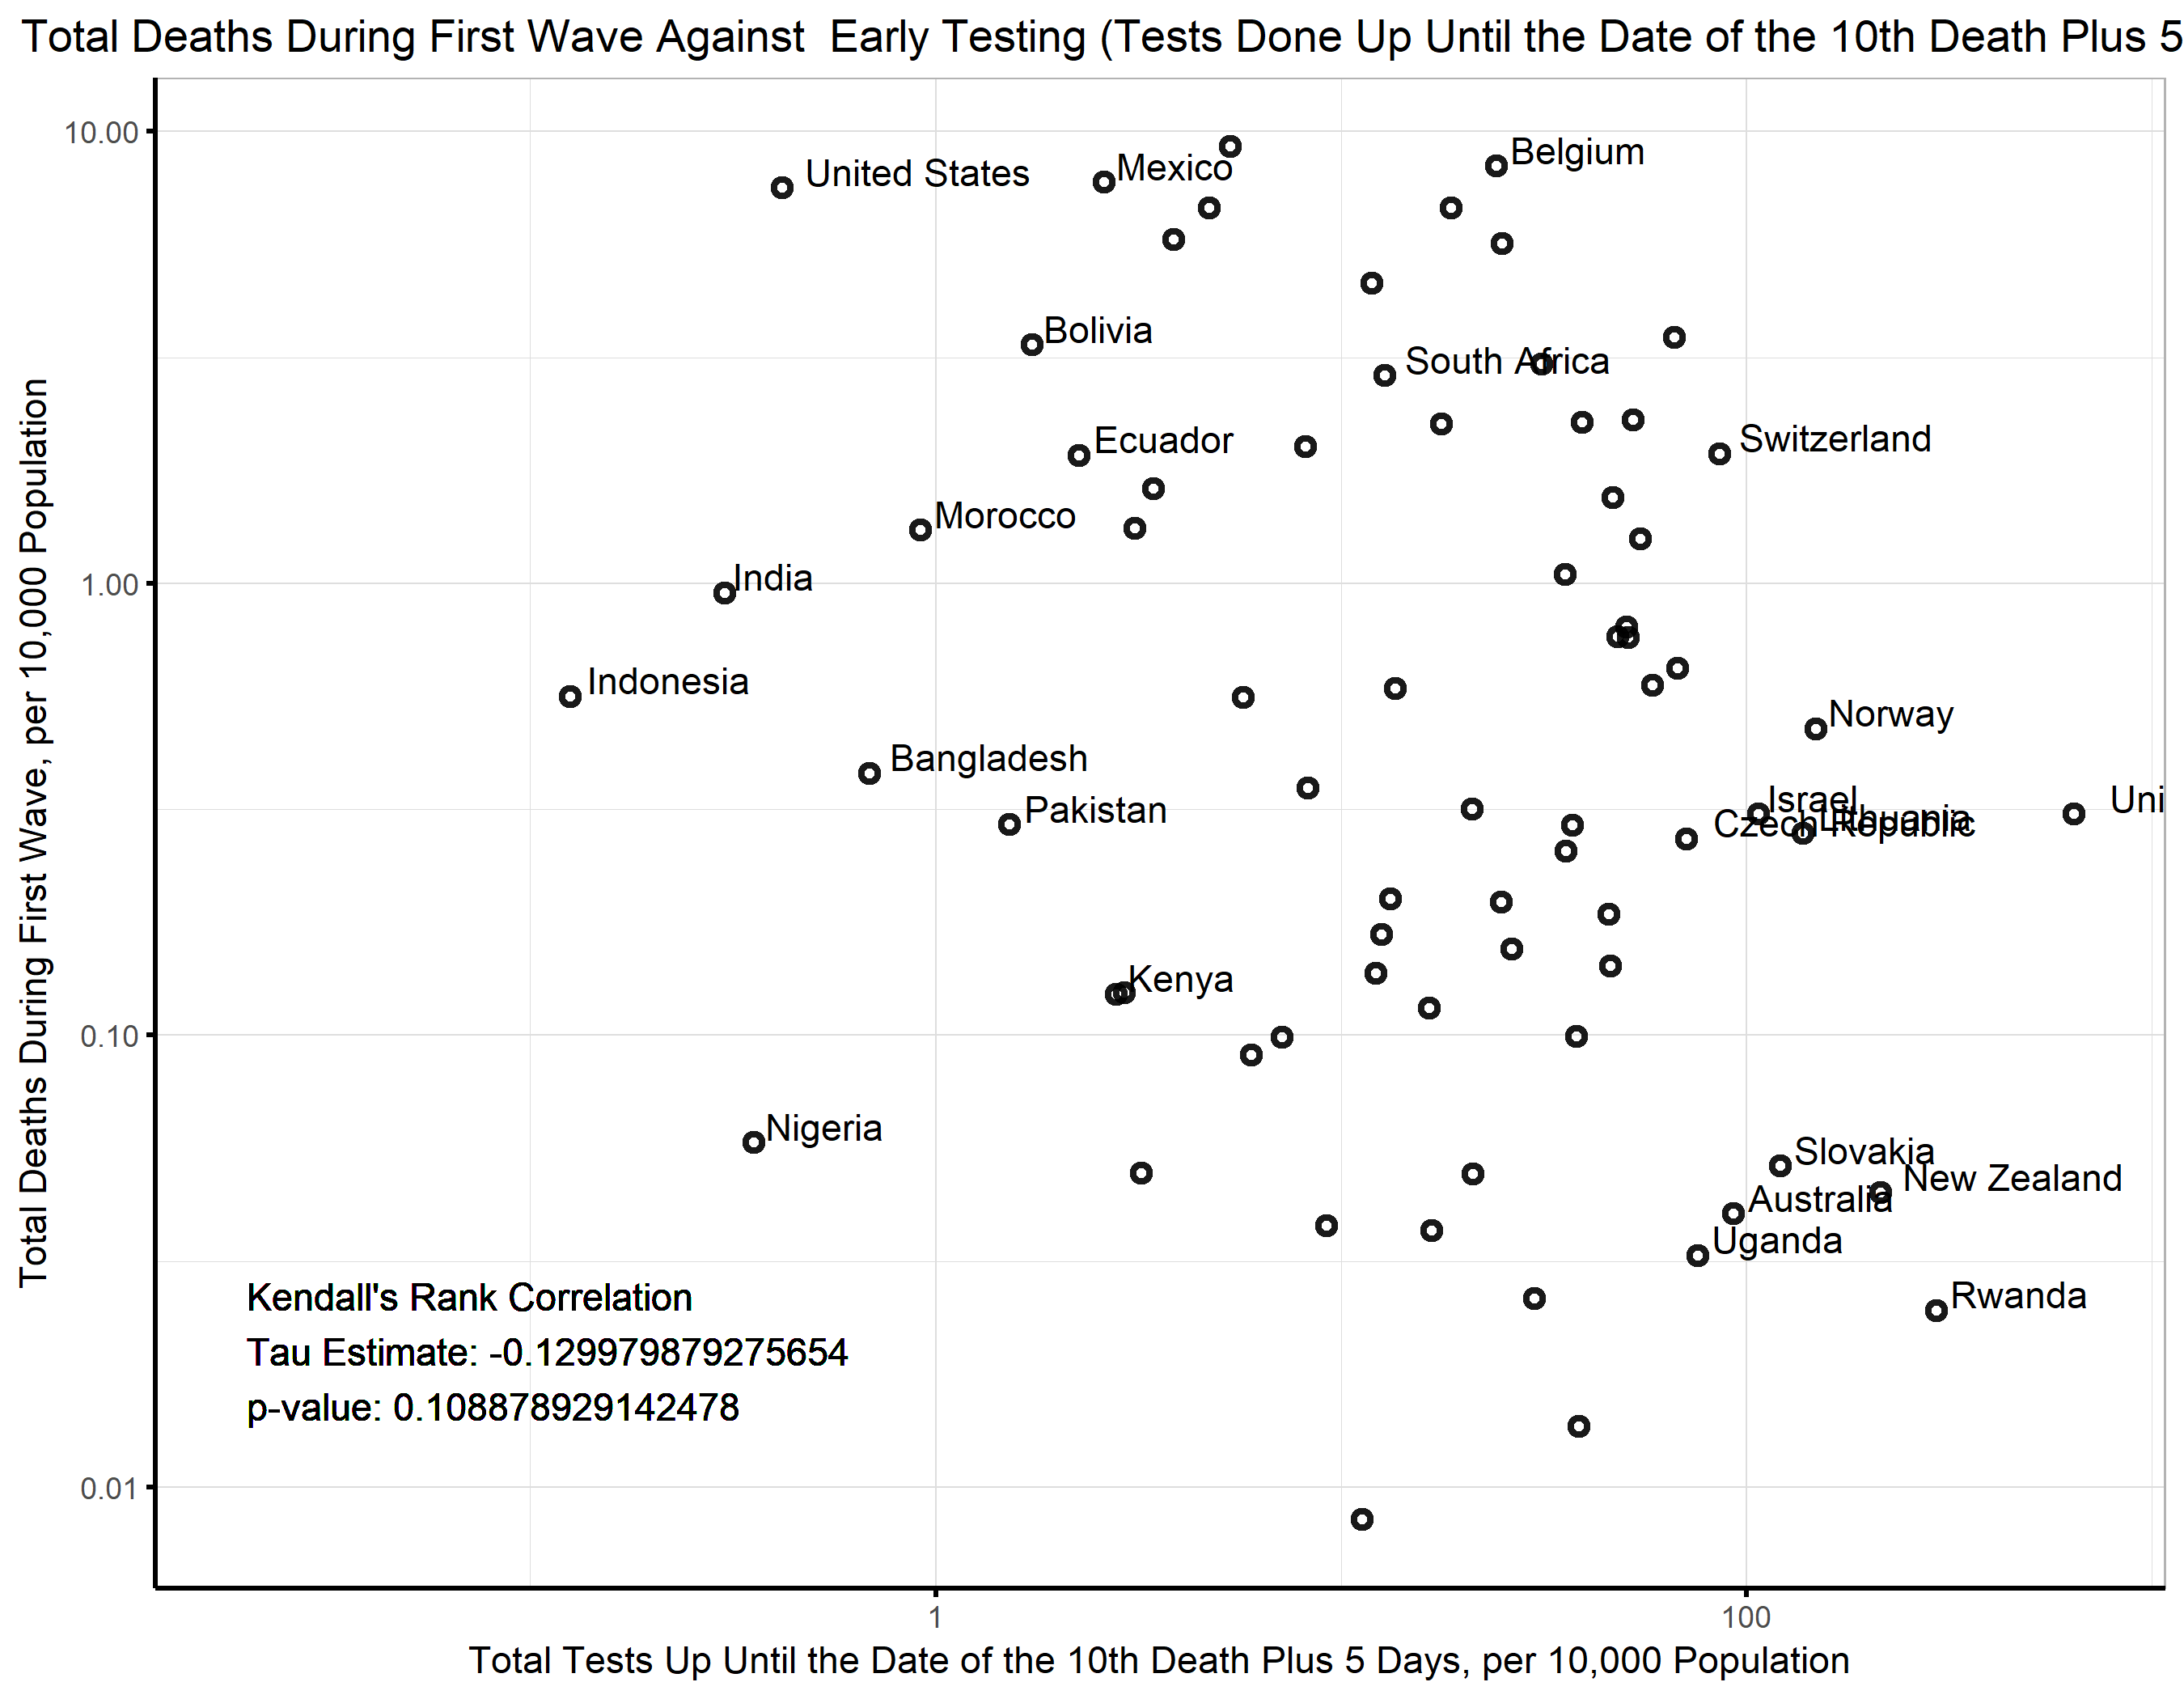 Total Deaths During First Wave Against  Early Testing (Tests Done Up Until the Date of the 10th Death Plus 5
10.00
1.00
0.10
0.01
Total Deaths During First Wave, per 10,000 Population
United States
Mexico
Belgium
Bolivia
South Africa
Ecuador
Switzerland
Morocco
India
Indonesia
Norway
Bangladesh
Israel
Uni
Pakistan
Lithuania
Czech Republic
Kenya
Nigeria
Slovakia
New Zealand
Australia
Uganda
Rwanda
Kendall's Rank Correlation
Tau Estimate: -0.129979879275654
p-value: 0.108878929142478
1
100
Total Tests Up Until the Date of the 10th Death Plus 5 Days, per 10,000 Population